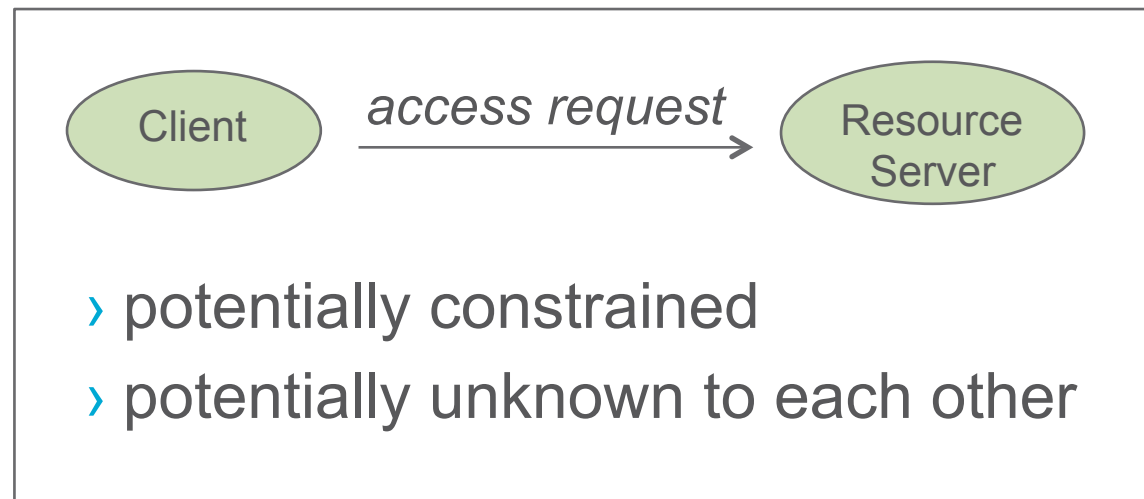 Client
access request
Resource
Server
› potentially constrained
› potentially unknown to each other